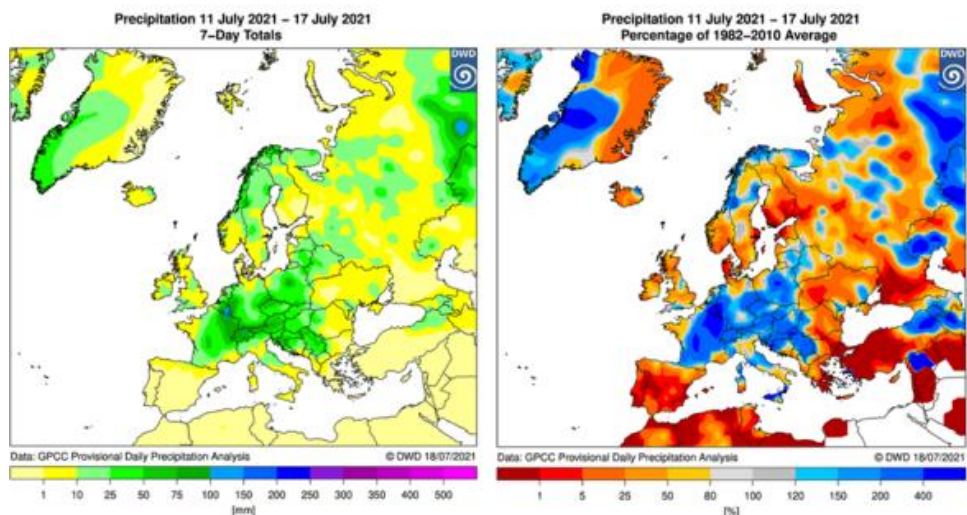 Precipitation 11 July 2021 – 17 July 2021
7–Day Totals
DWD
Data: GPCC Provisional Daily Precipitation Analysis
© DWD 18/07/2021
1 10 25 50 75 100 150 200 250 300 350 400 500
[mm]
Precipitation 11 July 2021 – 17 July 2021
Percentage of 1982–2010 Average
DWD
Data: GPCC Provisional Daily Precipitation Analysis
© DWD 18/07/2021
1 5 25 50 80 100 120 150 200 400
[%]